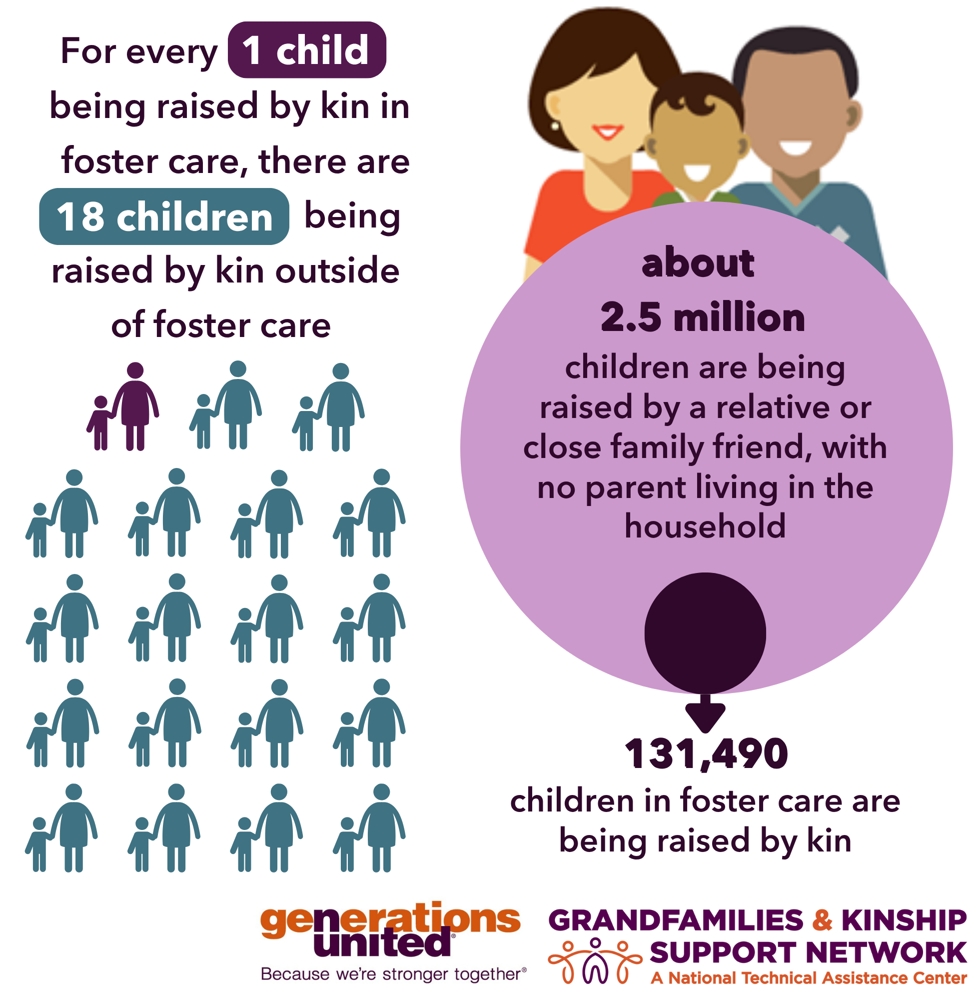 For every 1 child
being raised by kin in
foster care, there are
18 children being
raised by kin outside
of foster care
about
2.5 million
children are being
raised by a relative or
close family friend, with
no parent living in the
household
131,490
children in foster care are
being raised by kin
generations
united®
Because we're stronger together®
GRANDFAMILIES & KINSHIP
SUPPORT NETWORK
A National Technical Assistance Center